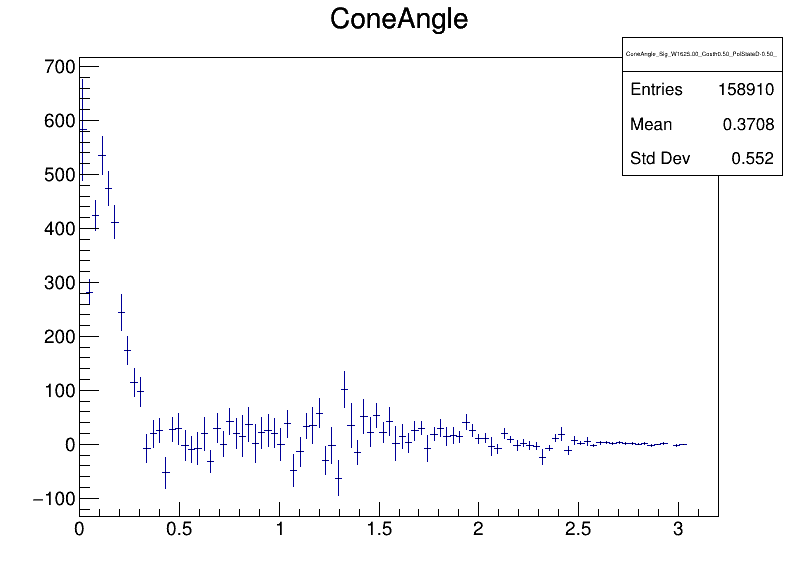 ConeAngle
ConeAngle_Sig_W1625.00_Costh0.50_PolStateD-0.50_
Entries 158910
Mean 0.3708
Std Dev 0.552
700
600
500
400
300
200
100
0
−100
0 0.5 1 1.5 2 2.5 3